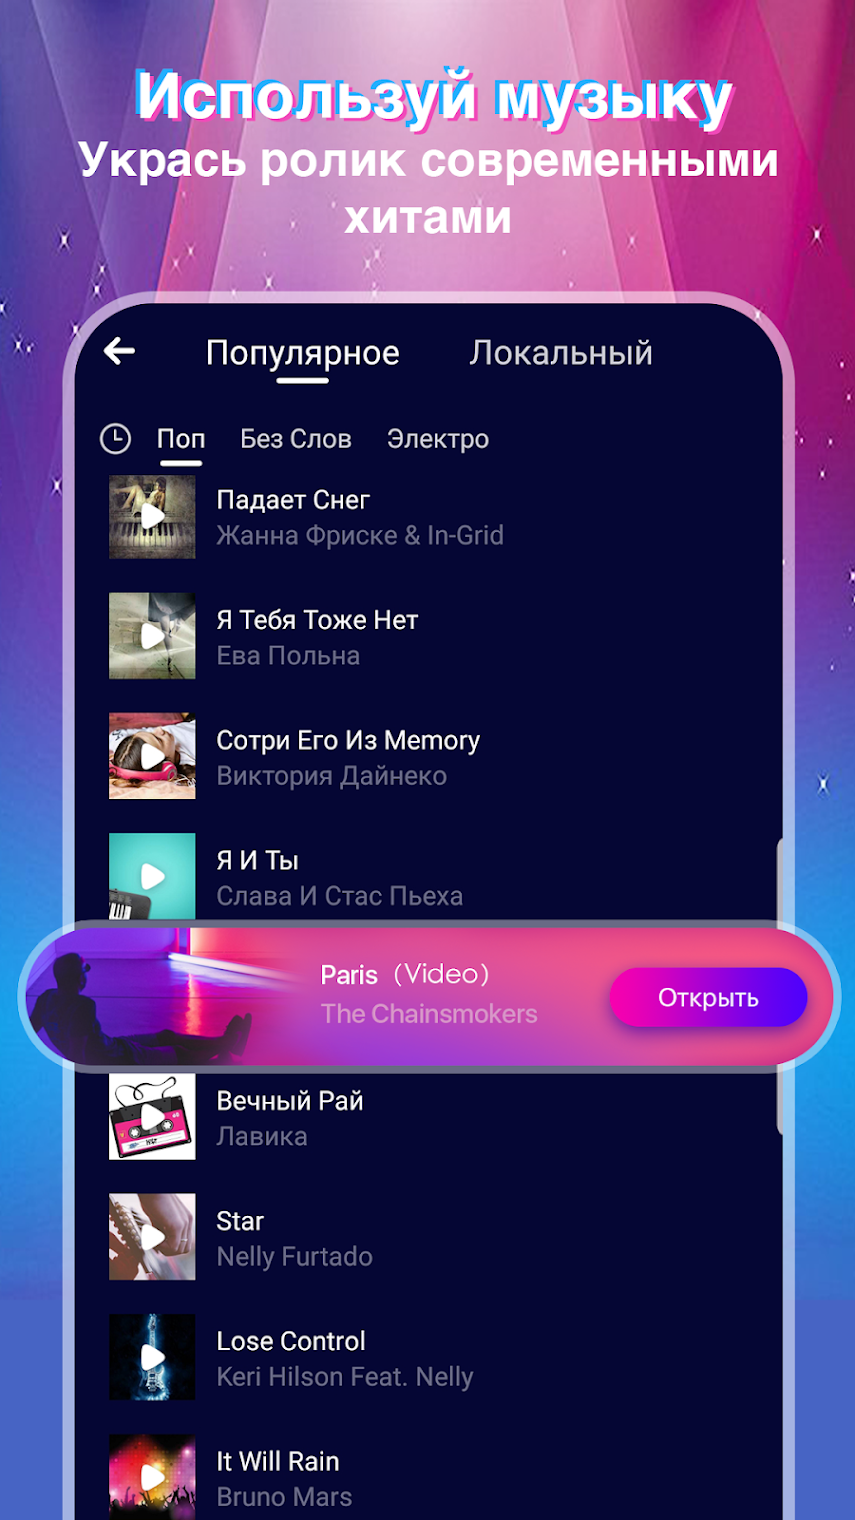 Используй музыку
Укрась ролик современными
хитами
Популярное Локальный
Поп Без Слов Электро
Падает Снег
Жанна Фриске & In-Grid
Я Тебя Тоже Нет
Ева Польна
Сотри Его Из Memory
Виктория Дайнеко
Я И Ты
Слава И Стас Пьеха
Paris (Video)
The Chainsmokers
Открыть
Вечный Рай
Лавика
Star
Nelly Furtado
Lose Control
Keri Hilson Feat. Nelly
It Will Rain
Bruno Mars